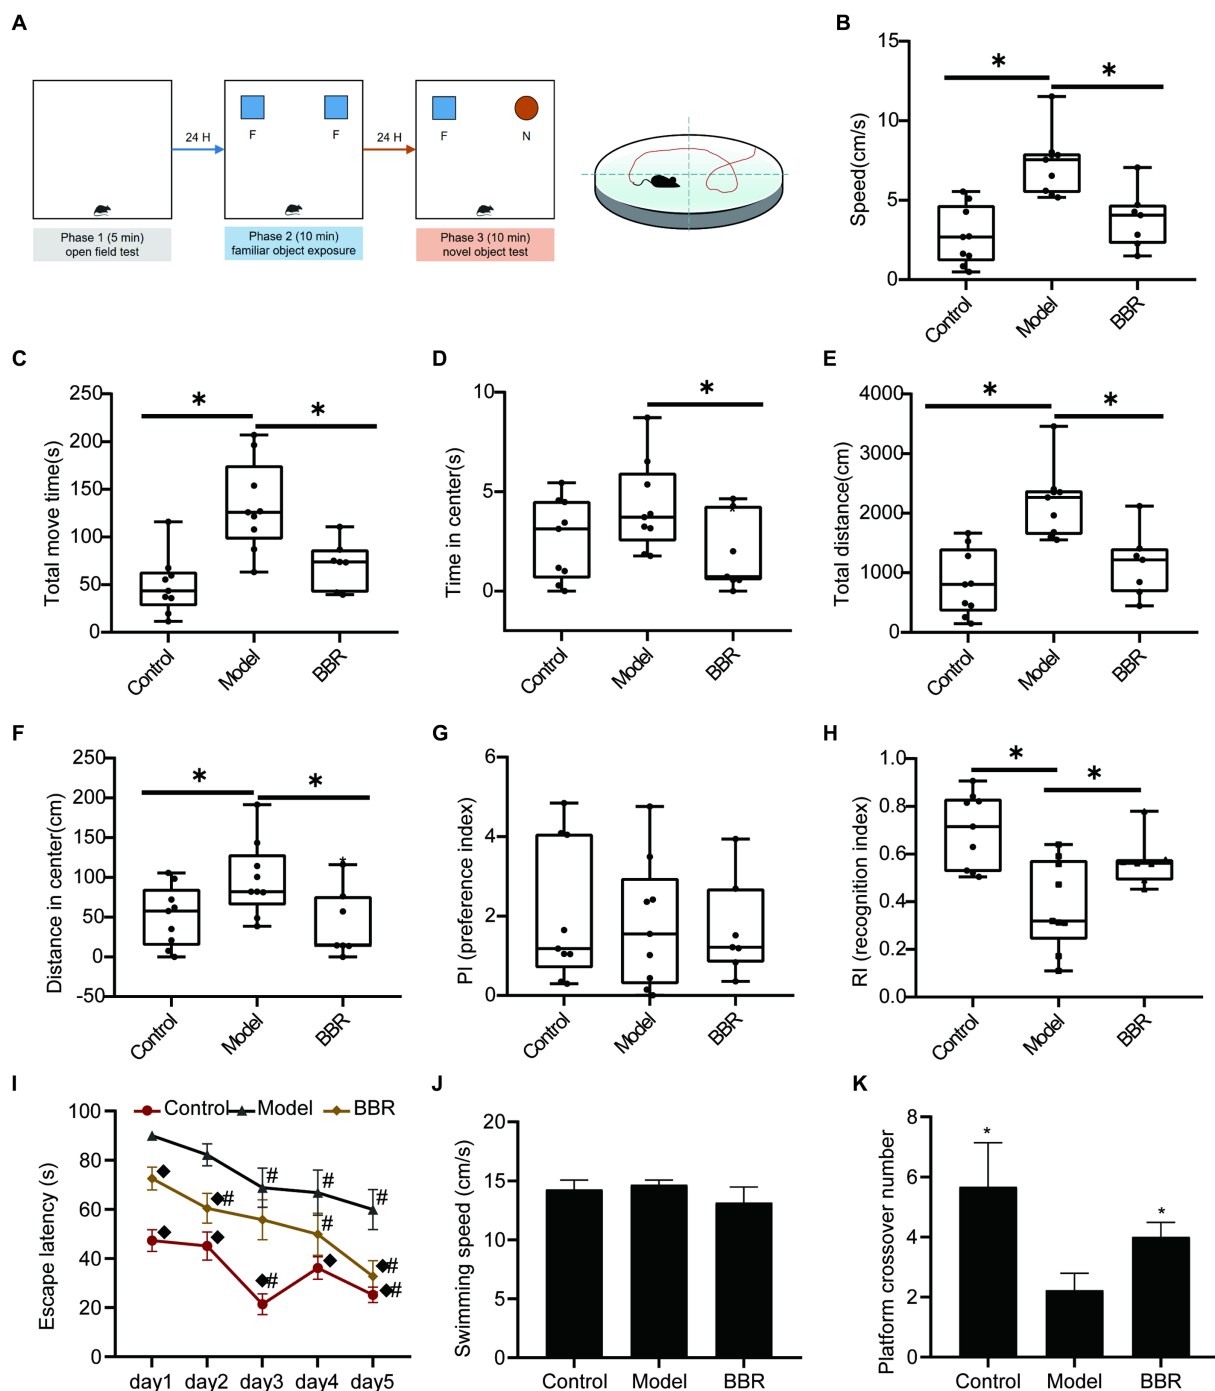 A
24 H
24 H
F
F
F
N
Phase 1 (5 min)
open field test
Phase 2 (10 min)
familiar object exposure
Phase 3 (10 min)
novel object test
B
Speed(cm/s)
15
10
5
0
*
*
Control
Model
BBR
C
Total move time(s)
250
200
150
100
50
0
*
*
Control
Model
BBR
D
Time in center(s)
10
5
0
*
Control
Model
BBR
E
Total distance(cm)
4000
3000
2000
1000
0
*
*
Control
Model
BBR
F
Distance in center(cm)
250
200
150
100
50
0
-50
*
*
Control
Model
BBR
G
PI (preference index)
6
4
2
0
Control
Model
BBR
H
RI (recognition index)
1.0
0.8
0.6
0.4
0.2
0.0
*
*
Control
Model
BBR
I
Control Model BBR
Escape latency (s)
100
80
60
40
20
0
◆
◆#
#
#
#
#
◆#
◆
◆
◆#
◆
◆#
day1 day2 day3 day4 day5
J
Swimming speed (cm/s)
20
15
10
5
0
Control Model BBR
K
Platform crossover number
8
6
4
2
0
*
*
Control Model BBR